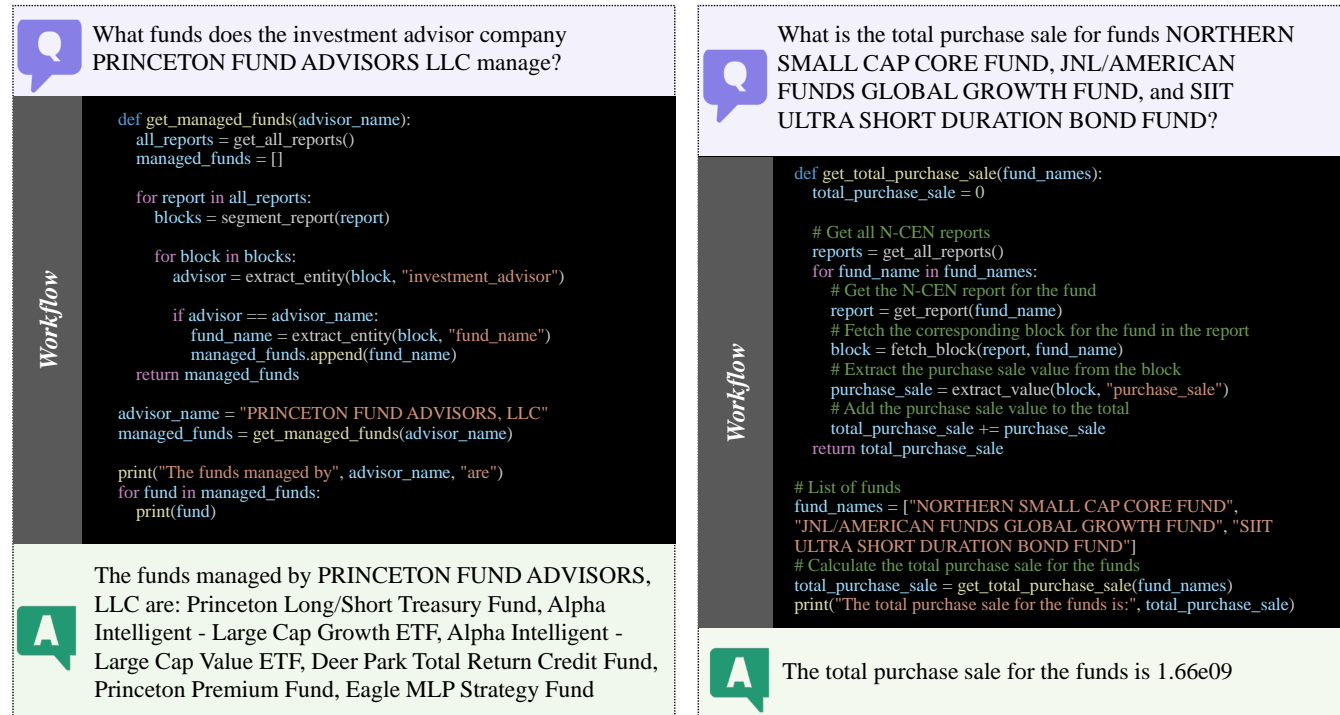 Q
What funds does the investment advisor company
PRINCETON FUND ADVISORS LLC manage?
Workflow
def get_managed_funds(advisor_name):
all_reports = get_all_reports()
managed_funds = []
for report in all_reports:
blocks = segment_report(report)
for block in blocks:
advisor = extract_entity(block, "investment_advisor")
if advisor == advisor_name:
fund_name = extract_entity(block, "fund_name")
managed_funds.append(fund_name)
return managed_funds
advisor_name = "PRINCETON FUND ADVISORS, LLC"
managed_funds = get_managed_funds(advisor_name)
print("The funds managed by", advisor_name, "are")
for fund in managed_funds:
print(fund)
A
The funds managed by PRINCETON FUND ADVISORS,
LLC are: Princeton Long/Short Treasury Fund, Alpha
Intelligent - Large Cap Growth ETF, Alpha Intelligent -
Large Cap Value ETF, Deer Park Total Return Credit Fund,
Princeton Premium Fund, Eagle MLP Strategy Fund
Q
What is the total purchase sale for funds NORTHERN
SMALL CAP CORE FUND, JNL/AMERICAN
FUNDS GLOBAL GROWTH FUND, and SIIT
ULTRA SHORT DURATION BOND FUND?
Workflow
def get_total_purchase_sale(fund_names):
total_purchase_sale = 0
# Get all N-CEN reports
reports = get_all_reports()
for fund_name in fund_names:
# Get the N-CEN report for the fund
report = get_report(fund_name)
# Fetch the corresponding block for the fund in the report
block = fetch_block(report, fund_name)
# Extract the purchase sale value from the block
purchase_sale = extract_value(block, "purchase_sale")
# Add the purchase sale value to the total
total_purchase_sale += purchase_sale
return total_purchase_sale
# List of funds
fund_names = ["NORTHERN SMALL CAP CORE FUND",
"JNL/AMERICAN FUNDS GLOBAL GROWTH FUND", "SIIT
ULTRA SHORT DURATION BOND FUND"]
# Calculate the total purchase sale for the funds
total_purchase_sale = get_total_purchase_sale(fund_names)
print("The total purchase sale for the funds is:", total_purchase_sale)
A
The total purchase sale for the funds is 1.66e09